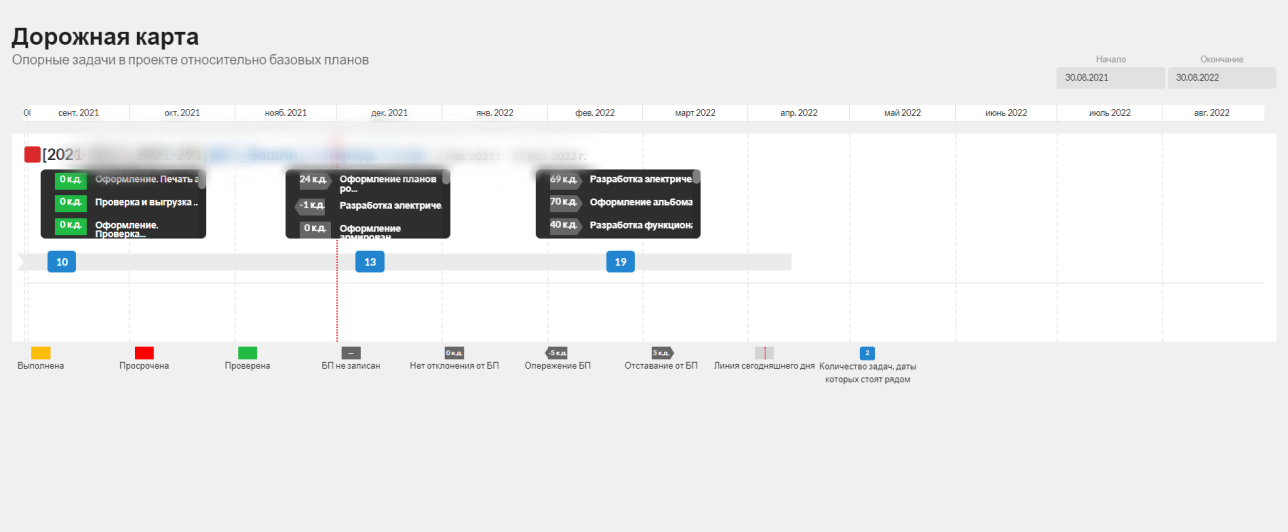 Дорожная карта
Опорные задачи в проекте относительно базовых планов
Начало
Окончание
30.08.2021
30.08.2022
сент. 2021
окт. 2021
нояб. 2021
дек. 2021
янв. 2022
фев. 2022
март 2022
апр. 2022
май 2022
июнь 2022
июль 2022
авг. 2022
[2021-
0 к.д. Оформление. Печать
0 к.д. Проверка и выгрузка ..
0 к.д. Оформление.
Проверка...
24 к.д. Оформление планов
ро...
-1 к.д. Разработка электриче.
0 к.д. Оформление
армирован
69 к.д. Разработка электриче.
70 к.д. Оформление альбома
40 к.д. Разработка функцион
10
13
19
Выполнена
Просрочена
Проверена
–
БП не записан
0 к.д.
Нет отклонения от БП
-5 к.д.
Опережение БП
5 к.д.
Отставание от БП
Линия сегодняшнего дня
2
Количество задач, даты
которых стоят рядом